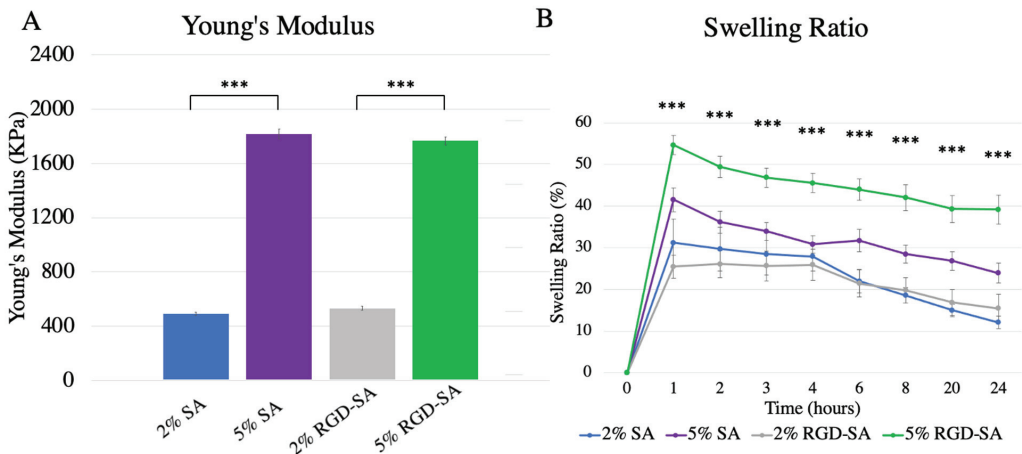 A
Young's Modulus
Young's Modulus (KPa)
2400
2000
1600
1200
800
400
0
***
***
2% SA
5% SA
2% RGD-SA
5% RGD-SA
B
Swelling Ratio
Swelling Ratio (%)
60
50
40
30
20
10
0
*** *** *** *** *** *** *** ***
0 1 2 3 4 6 8 20 24
Time (hours)
2% SA 5% SA 2% RGD-SA 5% RGD-SA